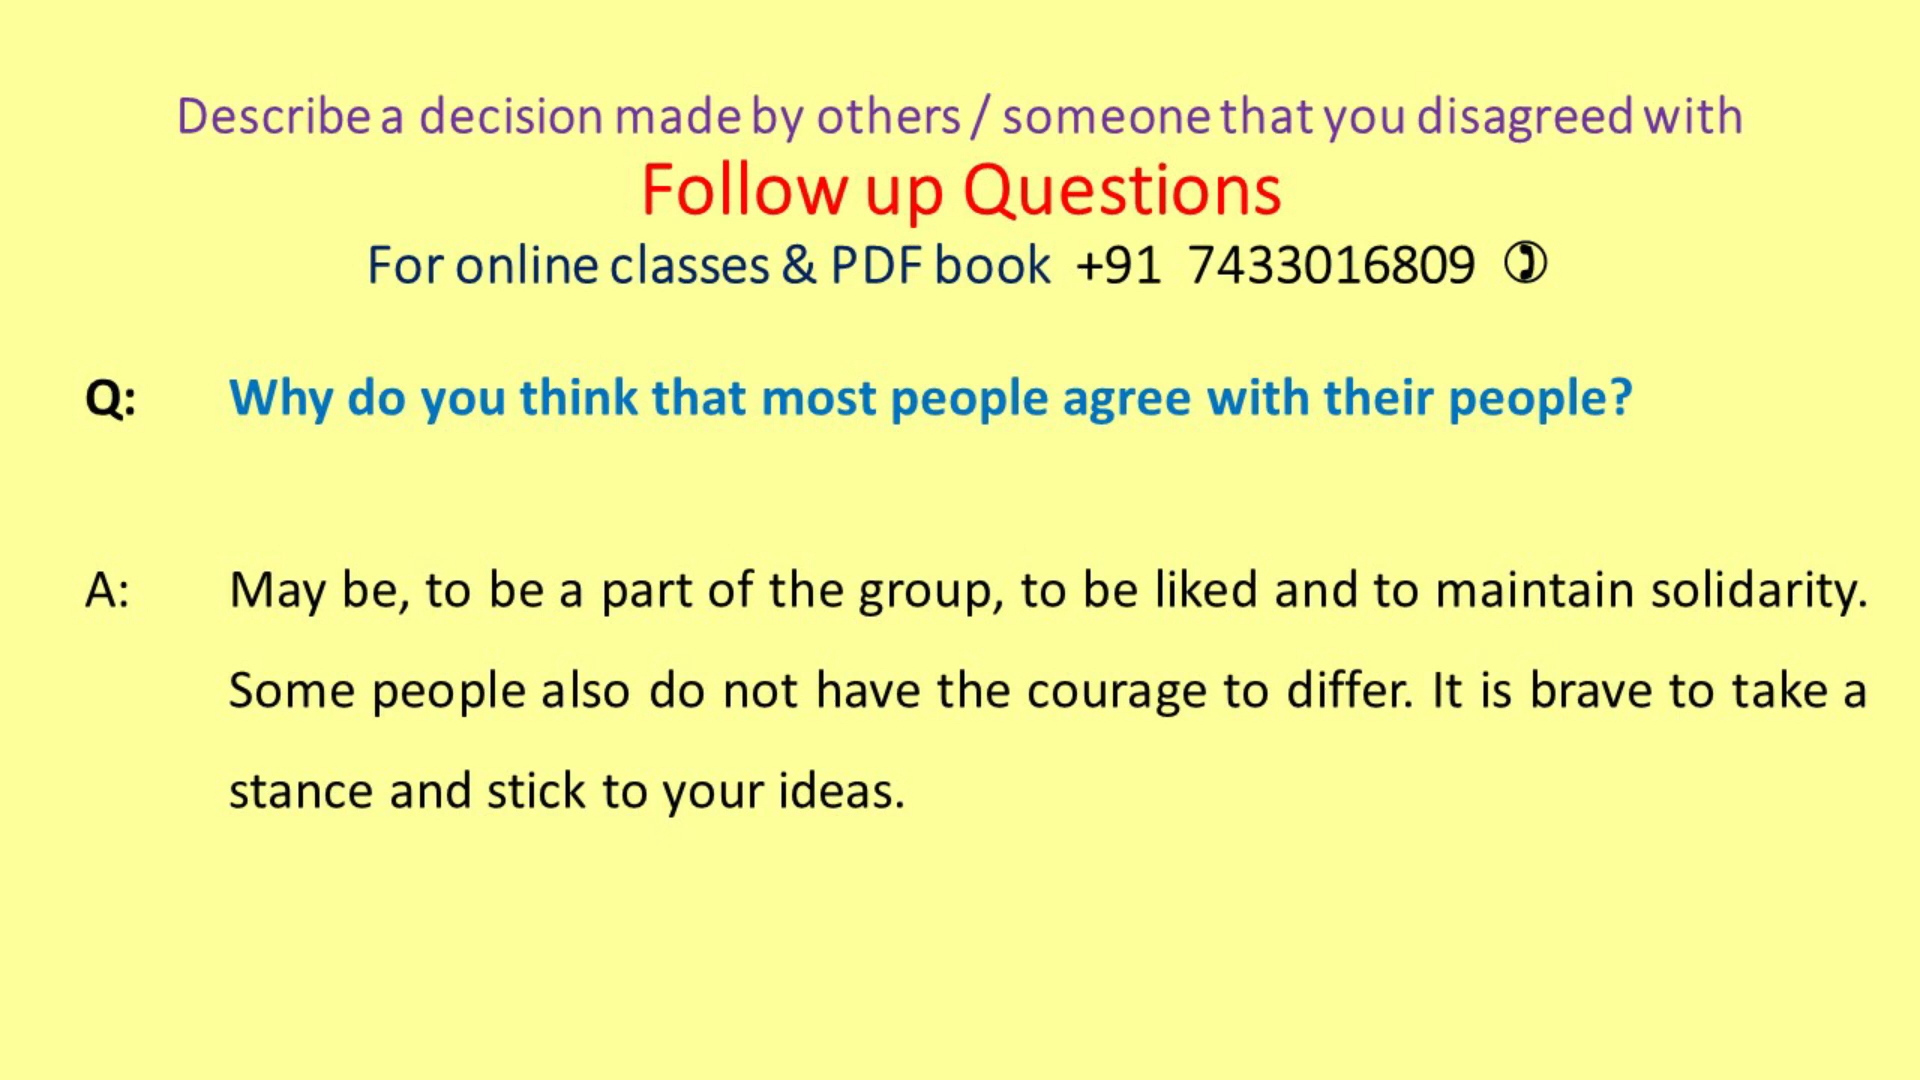 Describe a decision made by others / someone that you disagreed with
Follow up Questions
For online classes & PDF book +91 7433016809 ✆
Q: Why do you think that most people agree with their people?
A: May be, to be a part of the group, to be liked and to maintain solidarity.
Some people also do not have the courage to differ. It is brave to take a
stance and stick to your ideas.